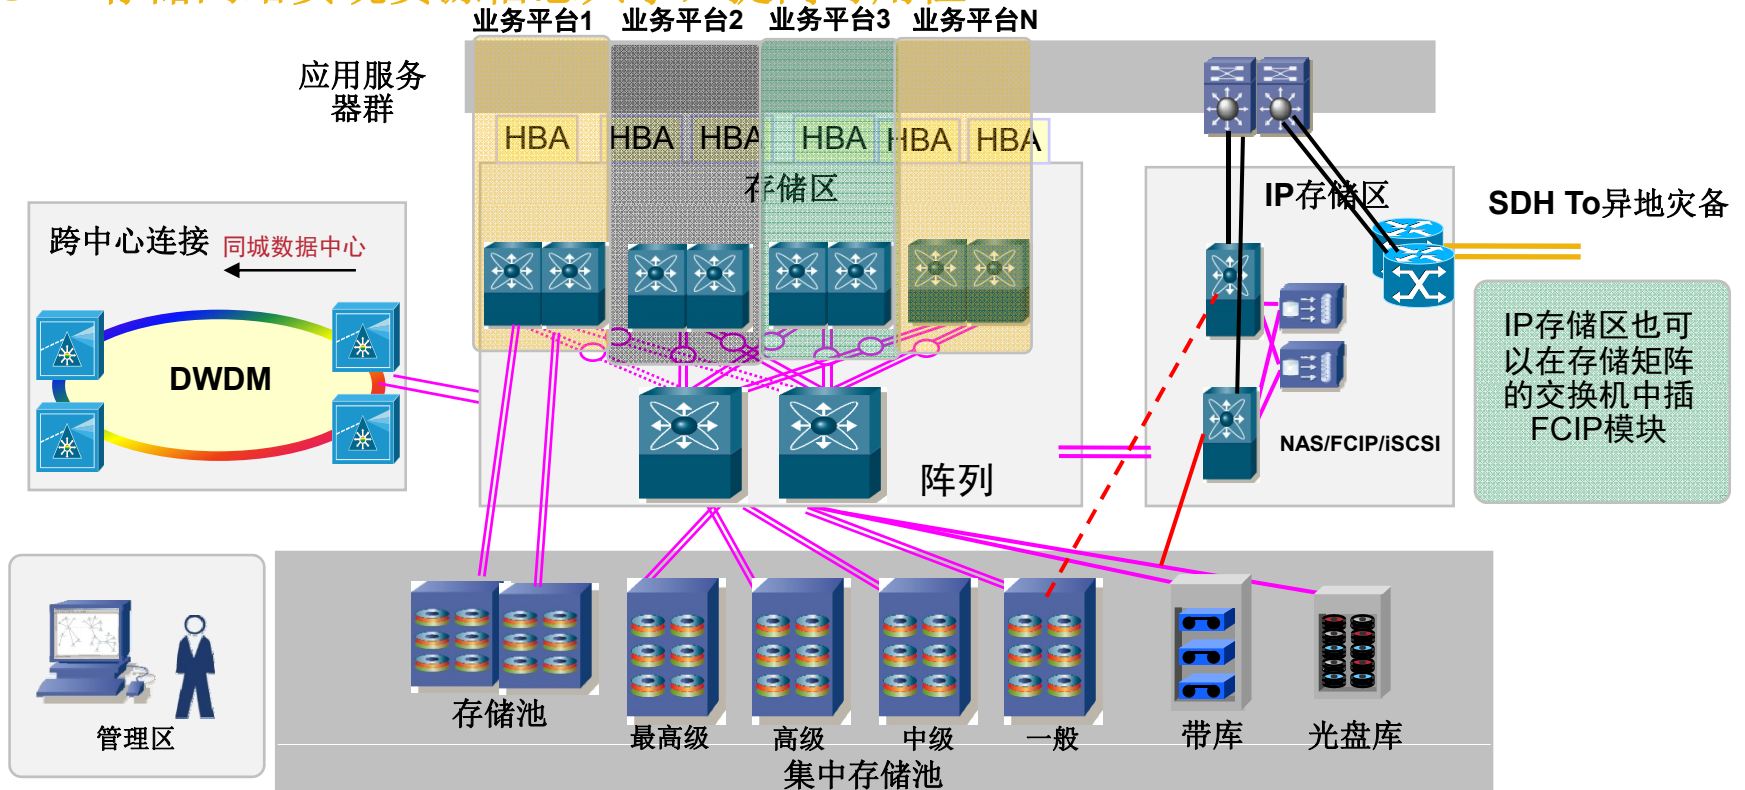 业务平台1 业务平台2 业务平台3 业务平台N
应用服务
器群
HBA HBA HBA HBA HBA HBA
存储区
IP存储区
SDH To异地灾备
跨中心连接 同城数据中心
DWDM
IP存储区也可
以在存储矩阵
的交换机中插
FCIP模块
NAS/FCIP/iSCSI
阵列
管理区
存储池
最高级 高级 中级 一般 带库 光盘库
集中存储池